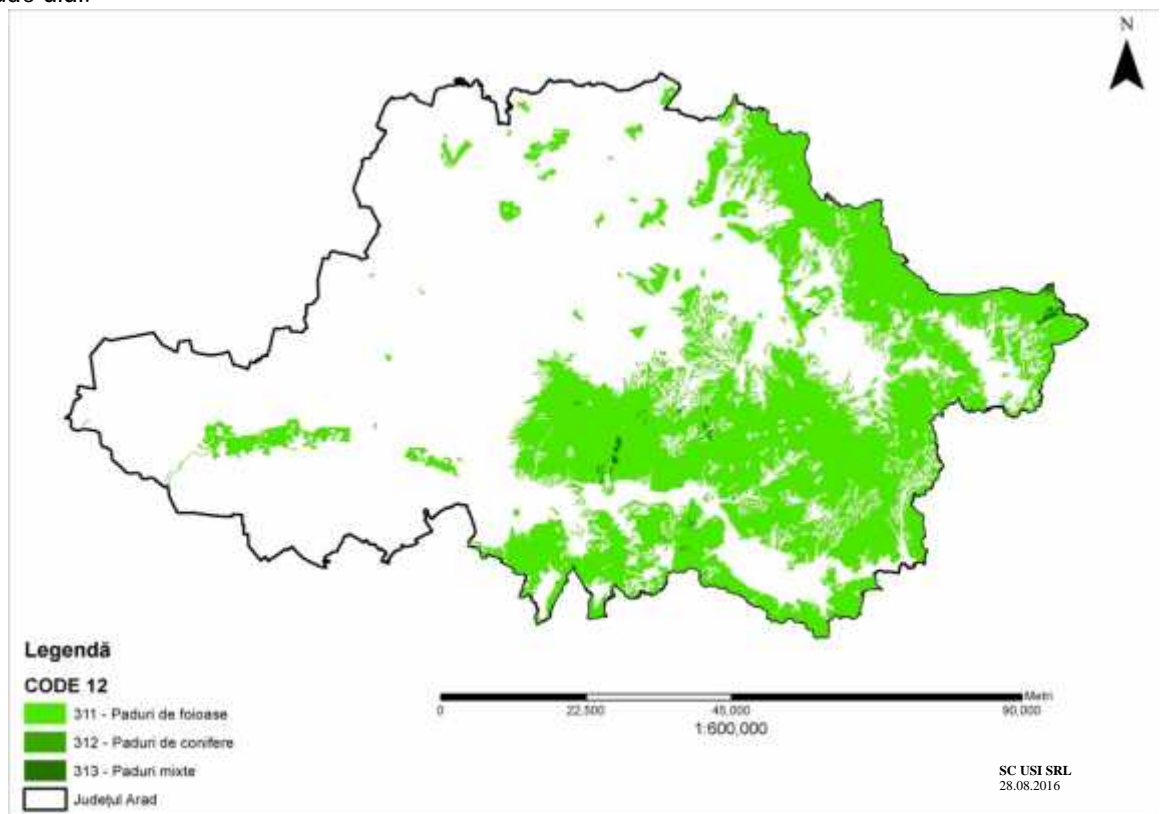 N
Legendă
CODE 12
311 - Paduri de foioase
312 - Paduri de conifere
313 - Paduri mixte
Județul Arad
Metri
0 22,500 45,000 90,000
1:600,000
SC USI SRL
28.08.2016